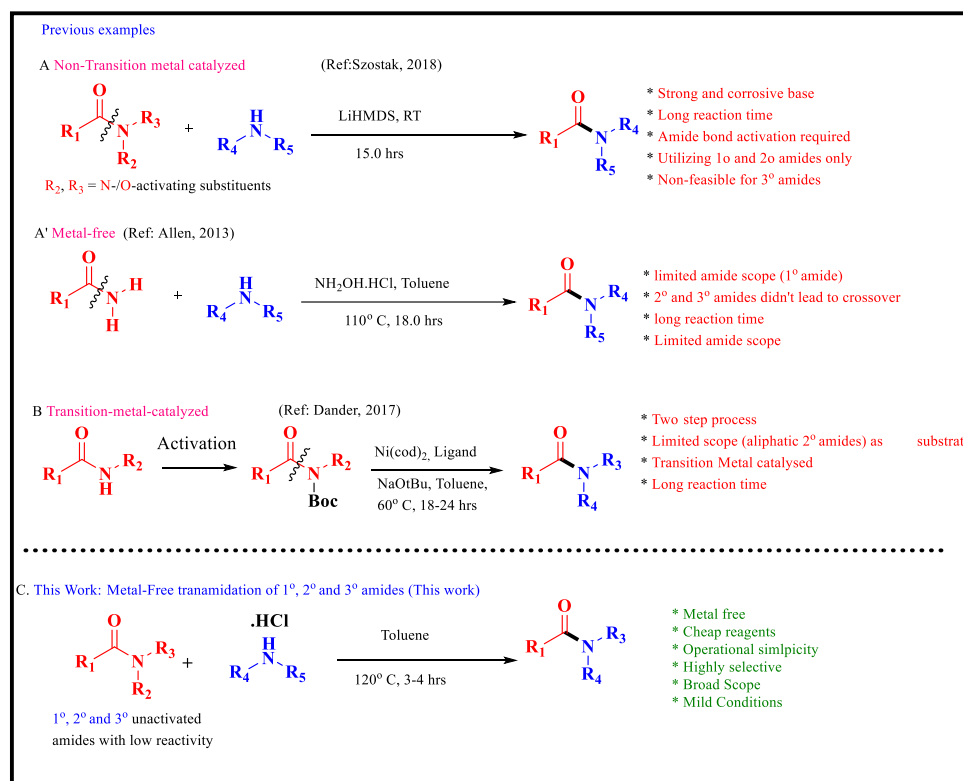 Previous examples
A Non-Transition metal catalyzed (Ref:Szostak, 2018)
O
R1 N R3
R2
+
H
N
R4 R5
LiHMDS, RT
15.0 hrs
O
R1 N R4
R5
R2, R3 = N-/O-activating substituents
* Strong and corrosive base
* Long reaction time
* Amide bond activation required
* Utilizing 1o and 2o amides only
* Non-feasible for 3o amides
A' Metal-free (Ref: Allen, 2013)
O
R1 N H
H
+
H
N
R4 R5
NH2OH.HCl, Toluene
110o C, 18.0 hrs
O
R1 N R4
R5
* limited amide scope (1o amide)
* 2o and 3o amides didn't lead to crossover
* long reaction time
* Limited amide scope
B Transition-metal-catalyzed (Ref: Dander, 2017)
O
R1 N R2
H
Activation
O
R1 N R2
Boc
Ni(cod)2, Ligand
NaOtBu, Toluene,
60o C, 18-24 hrs
O
R1 N R3
R4
* Two step process
* Limited scope (aliphatic 2o amides) as substrat
* Transition Metal catalysed
* Long reaction time
C. This Work: Metal-Free tranamidation of 1o, 2o and 3o amides (This work)
O
R1 N R3
R2
+
.HCl
H
N
R4 R5
Toluene
120o C, 3-4 hrs
O
R1 N R3
R4
1o, 2o and 3o unactivated
amides with low reactivity
* Metal free
* Cheap reagents
* Operational simlpicity
* Highly selective
* Broad Scope
* Mild Conditions